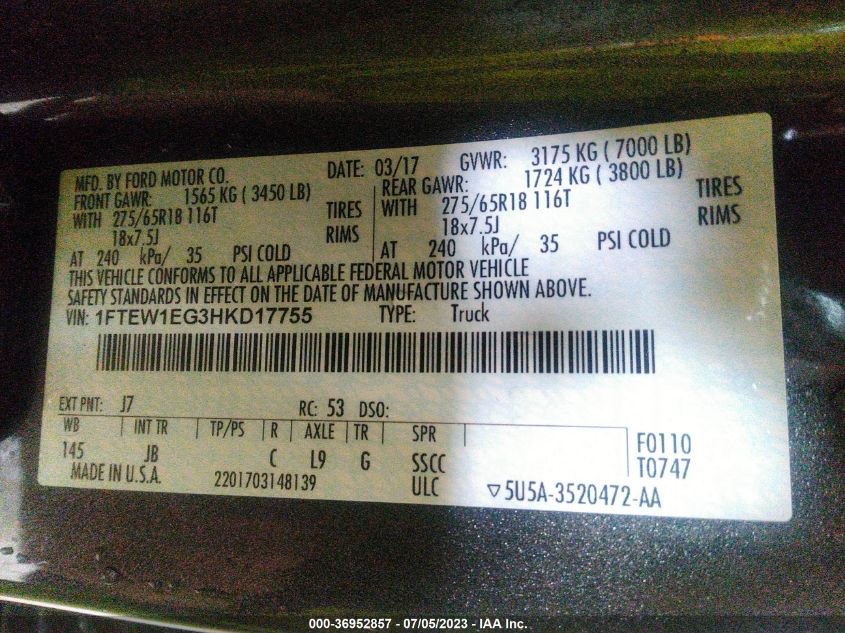 MFD. BY FORD MOTOR CO. DATE: 03/17 GVWR: 3175 KG ( 7000 LB)
FRONT GAWR: 1565 KG ( 3450 LB) REAR GAWR: 1724 KG ( 3800 LB)
WITH 275/65R18 116T TIRES WITH 275/65R18 116T TIRES
18x7.5J RIMS 18x7.5J RIMS
AT 240 kPa/ 35 PSI COLD AT 240 kPa/ 35 PSI COLD
THIS VEHICLE CONFORMS TO ALL APPLICABLE FEDERAL MOTOR VEHICLE
SAFETY STANDARDS IN EFFECT ON THE DATE OF MANUFACTURE SHOWN ABOVE.
VIN: 1FTEW1EG3HKD17755 TYPE: Truck
EXT PNT: J7 RC: 53 DSO:
WB INT TR TP/PS R AXLE TR SPR F0110
145 JB C L9 G SSCC T0747
MADE IN U.S.A. 2201703148139 ULC ▽5U5A-3520472-AA
000-36952857 - 07/05/2023 - IAA Inc.